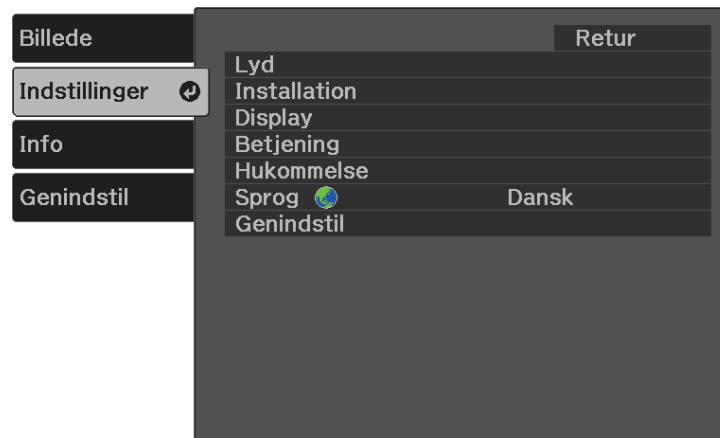 Billede
Indstillinger
Info
Genindstil
Retur
Lyd
Installation
Display
Betjening
Hukommelse
Sprog Dansk
Genindstil